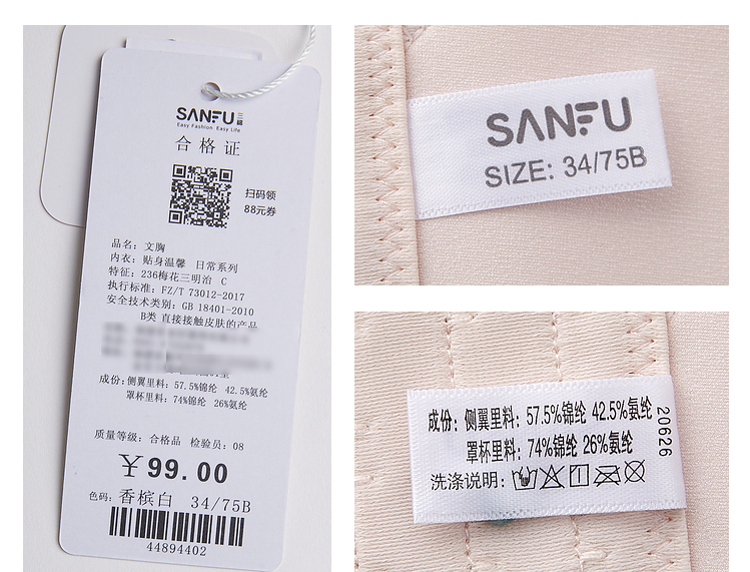 SANFU三福
Easy Fashion Easy Life
合格证
扫码领
88元券
品名：文胸
内衣：贴身温馨 日常系列
特征：236梅花三明治 C
执行标准：FZ/T 73012-2017
安全技术类别：GB 18401-2010
B类 直接接触皮肤的产品
成份：侧翼里料：57.5%锦纶 42.5%氨纶
罩杯里料：74%锦纶 26%氨纶
质量等级：合格品 检验员：08
￥99.00
色码：香槟白 34/75B
44894402
SANFU
SIZE: 34/75B
成份：侧翼里料：57.5%锦纶 42.5%氨纶
罩杯里料：74%锦纶 26%氨纶
洗涤说明：
20626